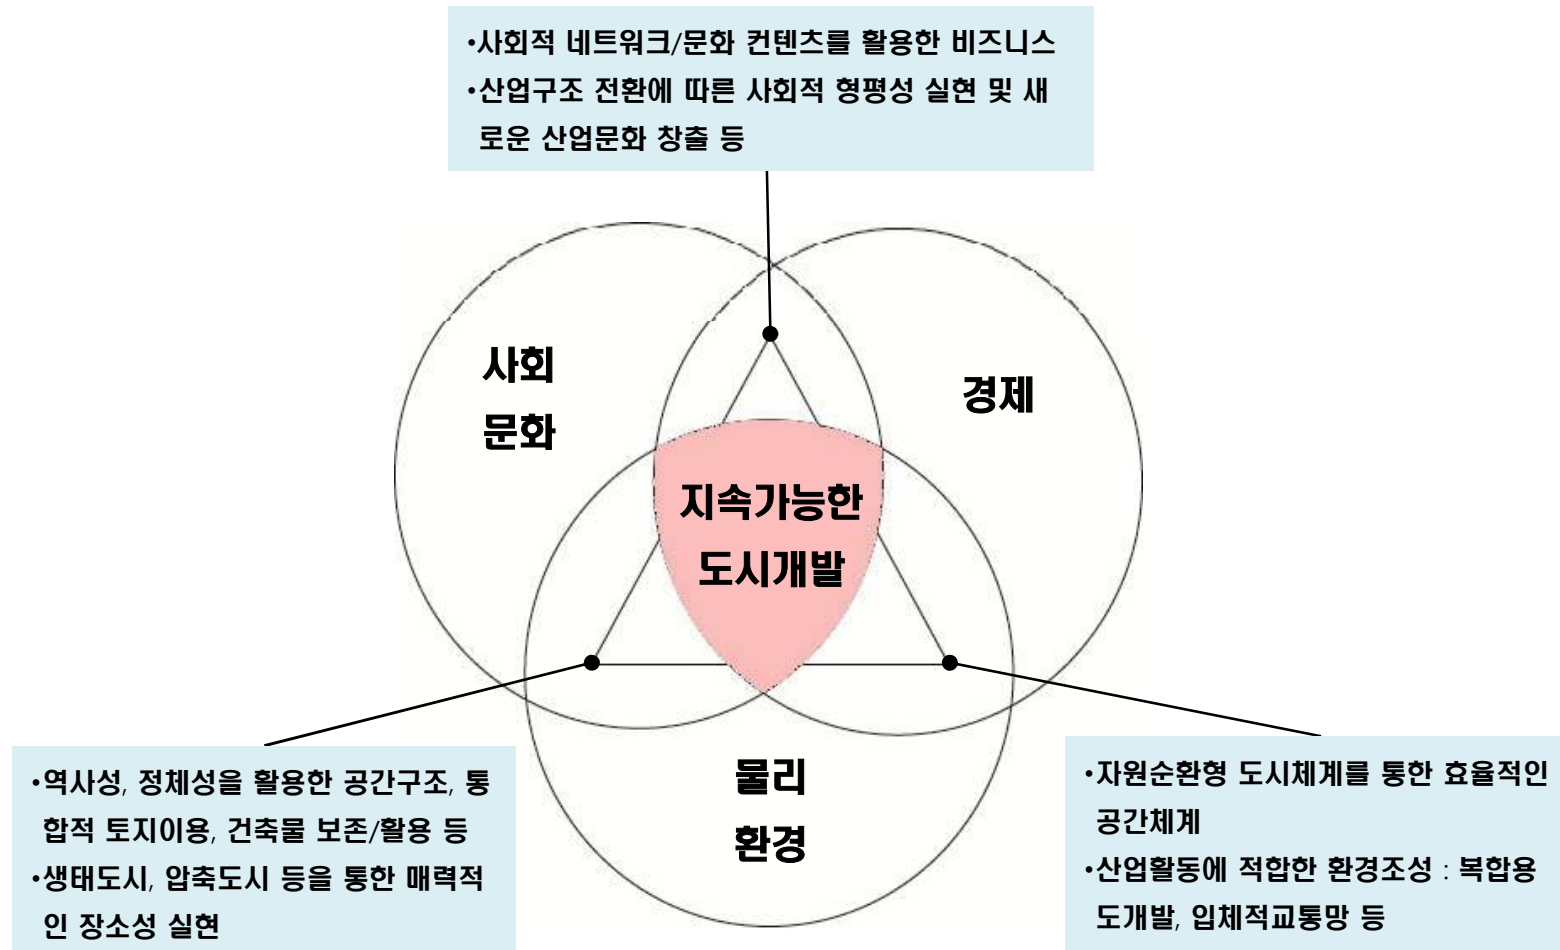 •사회적 네트워크/문화 컨텐츠를 활용한 비즈니스
•산업구조 전환에 따른 사회적 형평성 실현 및 새
로운 산업문화 창출 등
사회
문화
경제
지속가능한
도시개발
물리
환경
•역사성, 정체성을 활용한 공간구조, 통
합적 토지이용, 건축물 보존/활용 등
•생태도시, 압축도시 등을 통한 매력적
인 장소성 실현
•자원순환형 도시체계를 통한 효율적인
공간체계
•산업활동에 적합한 환경조성 : 복합용
도개발, 입체적교통망 등